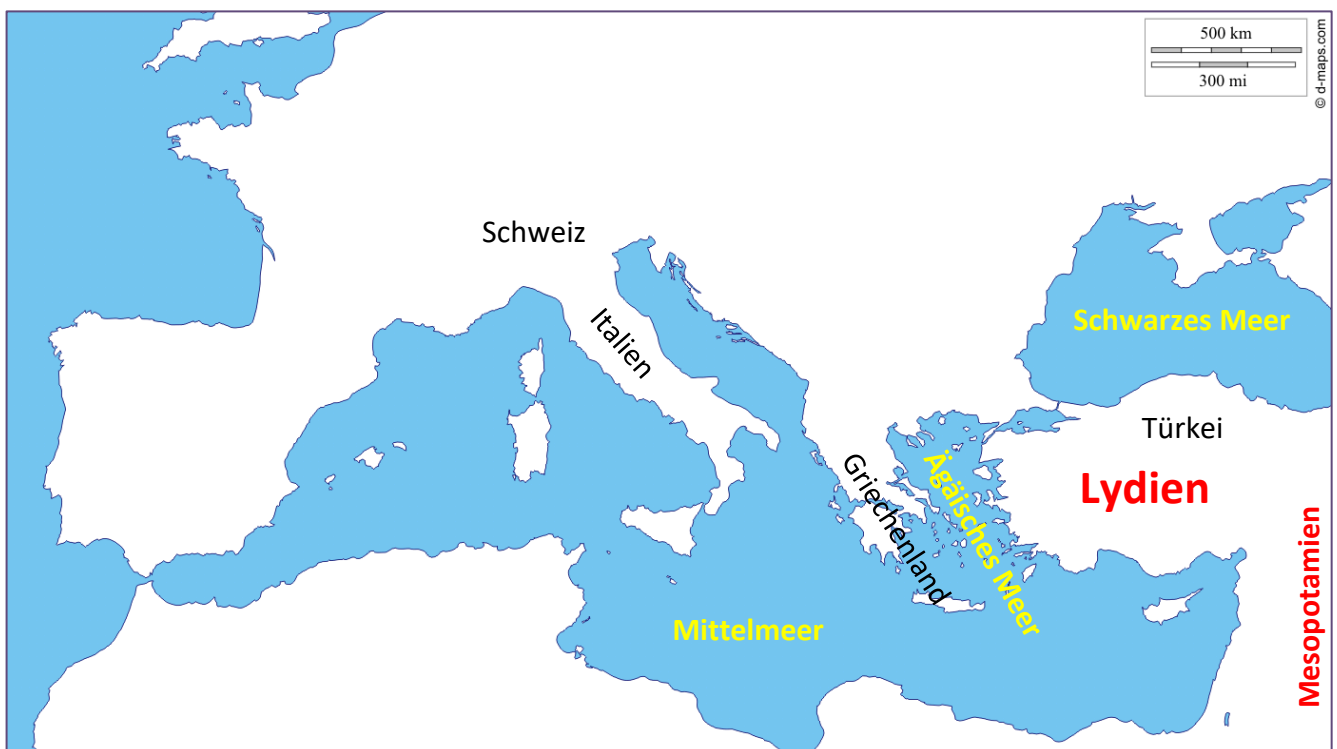 500 km
300 mi
© d-maps.com
Schweiz
Italien
Schwarzes Meer
Türkei
Griechenland
Ägäisches Meer
Lydien
Mittelmeer
Mesopotamien